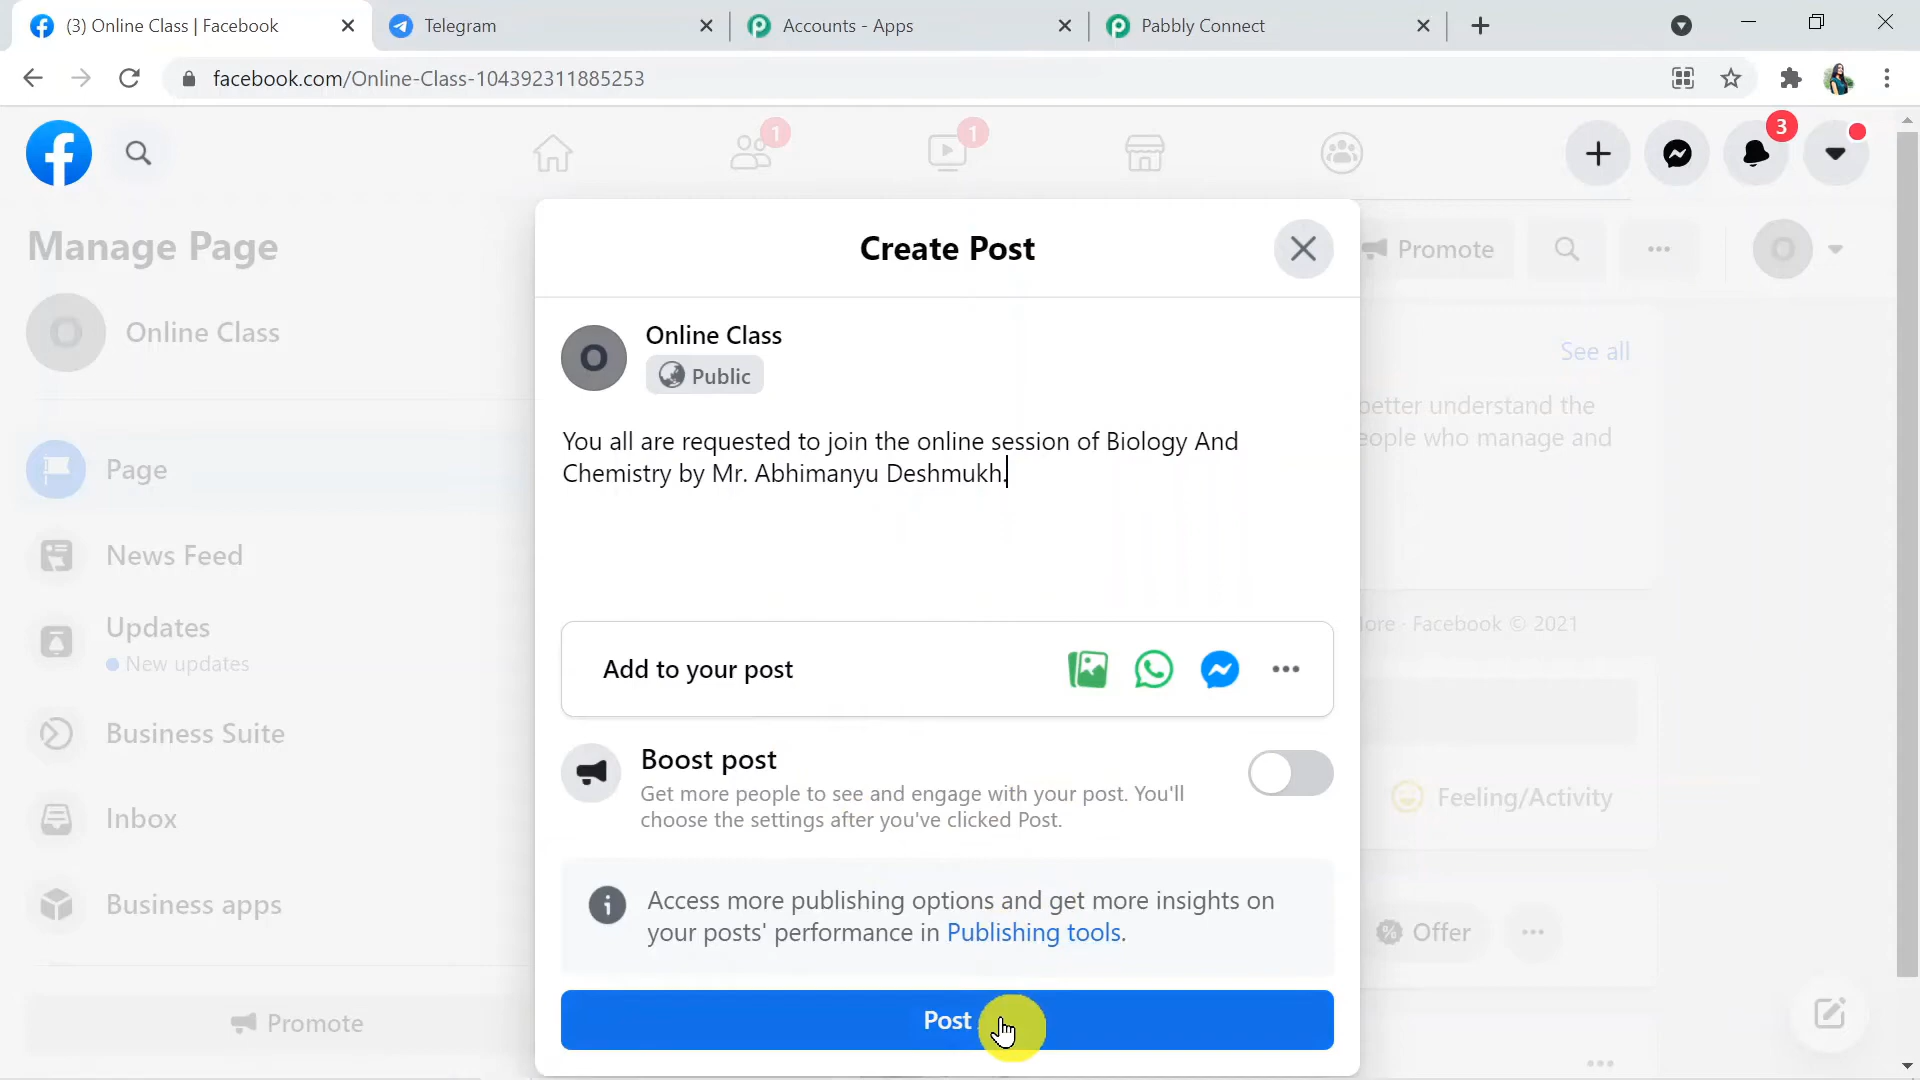 (3) Online Class | Facebook
Telegram
Accounts - Apps
Pabbly Connect
facebook.com/Online-Class-104392311885253
1
1
3
Manage Page
Online Class
Page
News Feed
Updates
New updates
Business Suite
Inbox
Business apps
Promote
Create Post
O
Online Class
Public
You all are requested to join the online session of Biology And
Chemistry by Mr. Abhimanyu Deshmukh.
Add to your post
Boost post
Get more people to see and engage with your post. You'll
choose the settings after you've clicked Post.
Access more publishing options and get more insights on
your posts' performance in Publishing tools.
Post
Promote
O
See all
better understand the
eople who manage and
ore · Facebook © 2021
Feeling/Activity
Offer